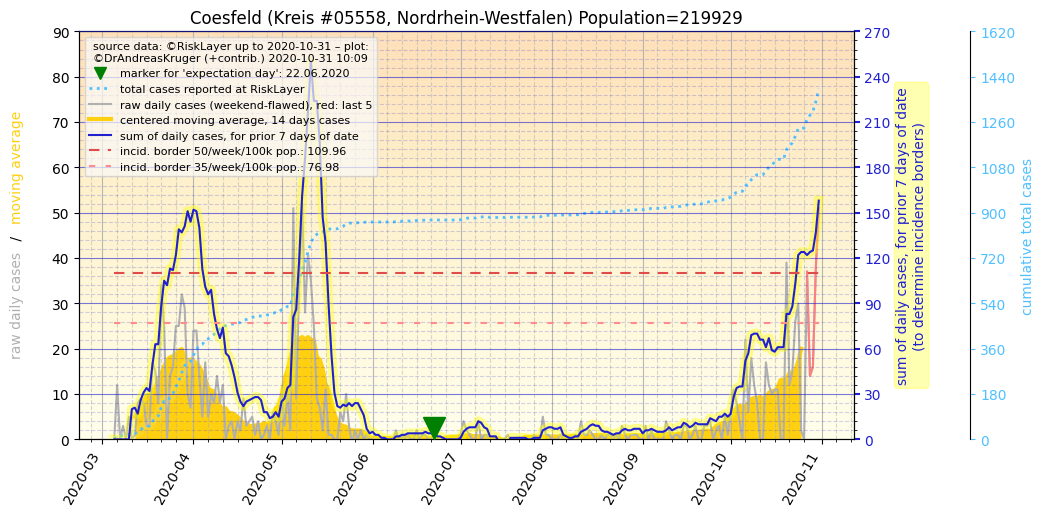 Coesfeld (Kreis #05558, Nordrhein-Westfalen) Population=219929
source data: ©RiskLayer up to 2020-10-31 – plot:
©DrAndreasKruger (+contrib.) 2020-10-31 10:09
marker for 'expectation day': 22.06.2020
total cases reported at RiskLayer
raw daily cases (weekend-flawed), red: last 5
centered moving average, 14 days cases
sum of daily cases, for prior 7 days of date
incid. border 50/week/100k pop.: 109.96
incid. border 35/week/100k pop.: 76.98
raw daily cases / moving average
90
80
70
60
50
40
30
20
10
0
2020-03
2020-04
2020-05
2020-06
2020-07
2020-08
2020-09
2020-10
2020-11
270
240
210
180
150
120
90
60
30
0
sum of daily cases, for prior 7 days of date
(to determine incidence borders)
1620
1440
1260
1080
900
720
540
360
180
0
cumulative total cases